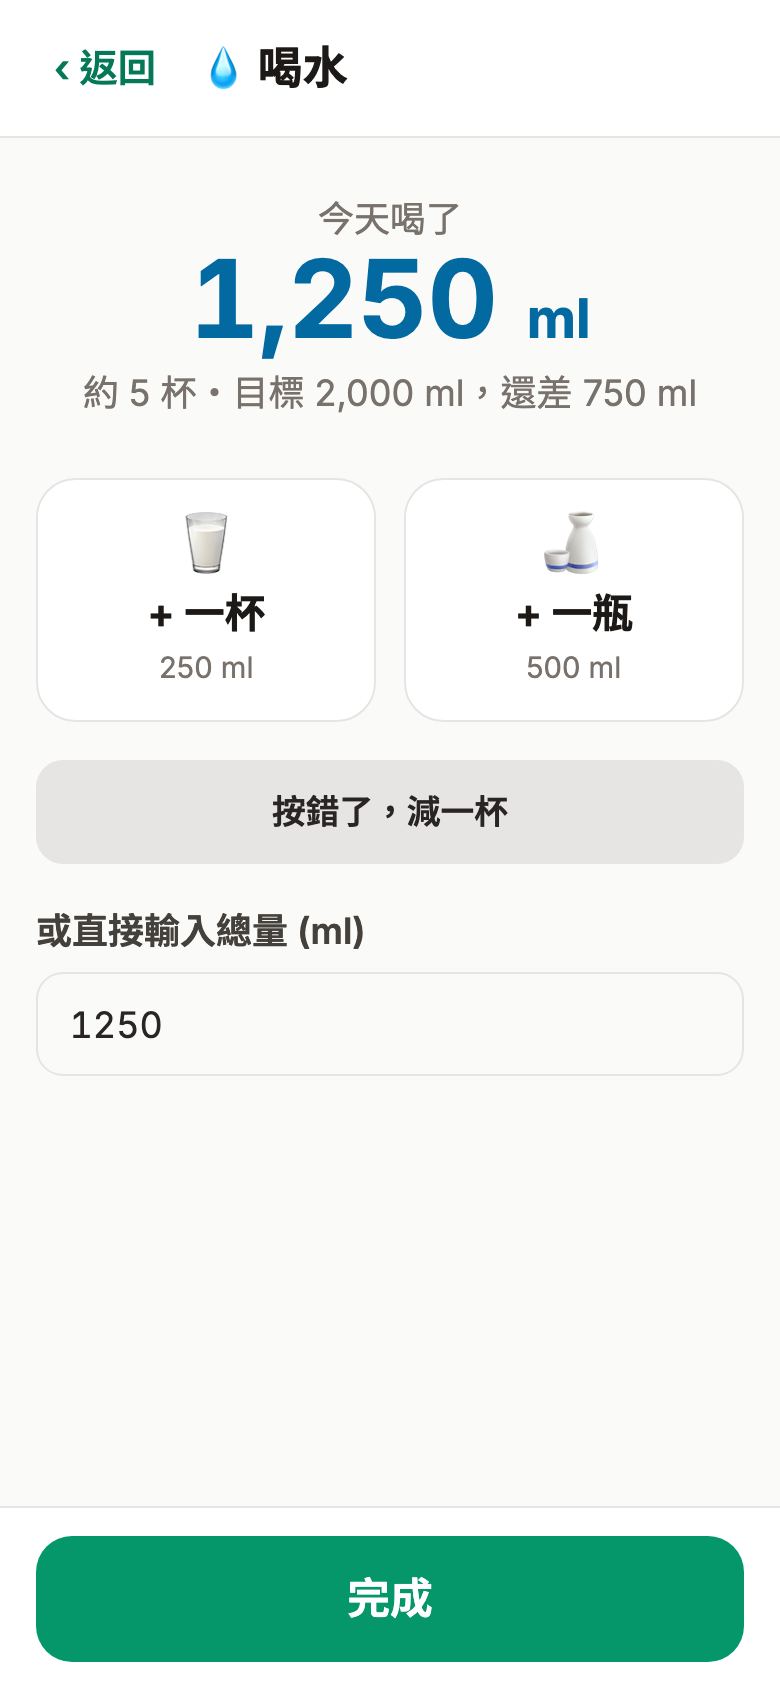 ‹ 返回 💧 喝水
今天喝了
1,250 ml
約 5 杯・目標 2,000 ml，還差 750 ml
+ 一杯
250 ml
+ 一瓶
500 ml
按錯了，減一杯
或直接輸入總量 (ml)
1250
完成